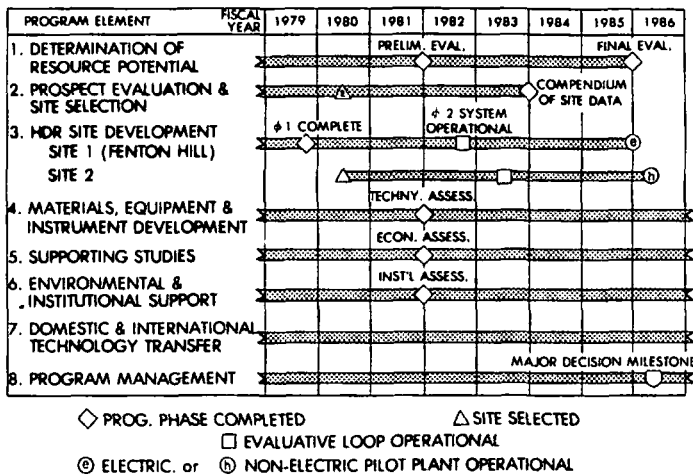 PROGRAM ELEMENT FISCAL YEAR 1979 1980 1981 1982 1983 1984 1985 1986
1. DETERMINATION OF RESOURCE POTENTIAL
PRELIM. EVAL. FINAL EVAL.
2. PROSPECT EVALUATION & SITE SELECTION
COMPENDIUM OF SITE DATA
3. HDR SITE DEVELOPMENT
SITE 1 (FENTON HILL)
ϕ1 COMPLETE ϕ 2 SYSTEM OPERATIONAL
e
SITE 2
h
4. MATERIALS, EQUIPMENT & INSTRUMENT DEVELOPMENT
TECHNY. ASSESS.
5. SUPPORTING STUDIES
ECON. ASSESS.
6. ENVIRONMENTAL & INSTITUTIONAL SUPPORT
INST'L ASSESS.
7. DOMESTIC & INTERNATIONAL TECHNOLOGY TRANSFER
8. PROGRAM MANAGEMENT
MAJOR DECISION MILESTONE
PROG. PHASE COMPLETED SITE SELECTED
EVALUATIVE LOOP OPERATIONAL
e ELECTRIC. or h NON-ELECTRIC PILOT PLANT OPERATIONAL